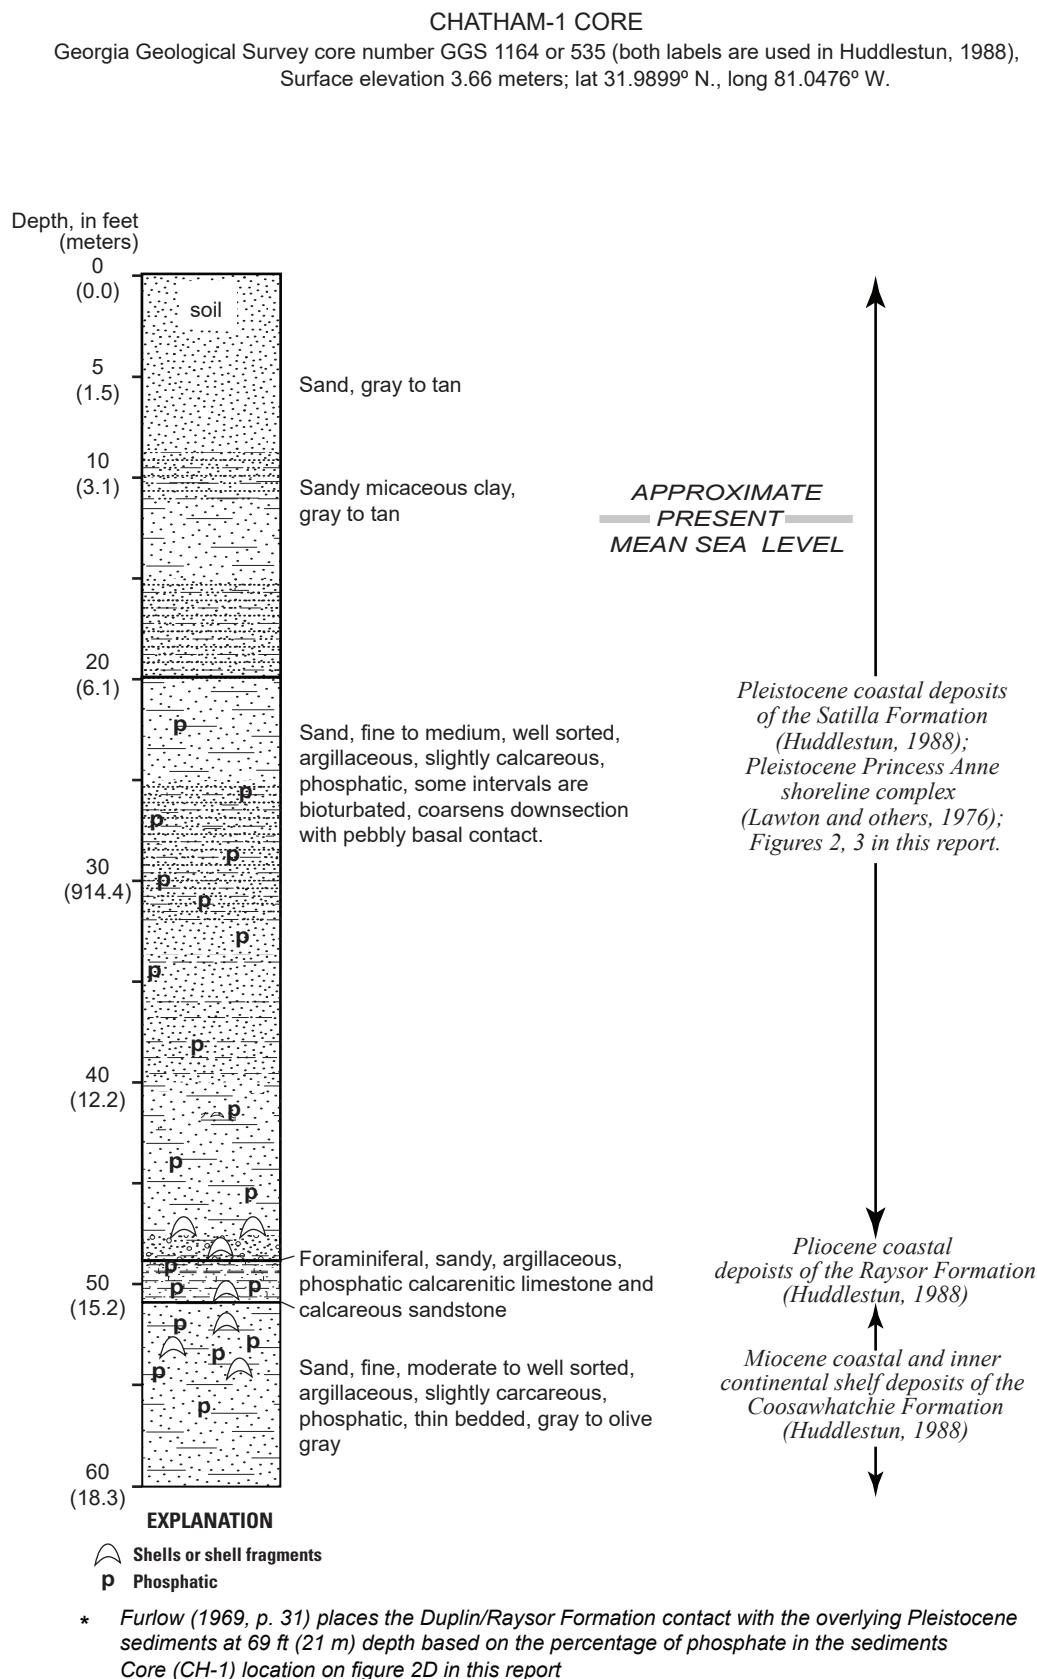 CHATHAM-1 CORE
Georgia Geological Survey core number GGS 1164 or 535 (both labels are used in Huddlestun, 1988),
Surface elevation 3.66 meters; lat 31.9899º N., long 81.0476º W.
Depth, in feet
(meters)
0
(0.0)
soil
5
(1.5)
Sand, gray to tan
10
(3.1)
Sandy micaceous clay,
gray to tan
APPROXIMATE
PRESENT
MEAN SEA LEVEL
20
(6.1)
Pleistocene coastal deposits
of the Satilla Formation
(Huddlestun, 1988);
Pleistocene Princess Anne
shoreline complex
(Lawton and others, 1976);
Figures 2, 3 in this report.
p
Sand, fine to medium, well sorted,
argillaceous, slightly calcareous,
phosphatic, some intervals are
bioturbated, coarsens downsection
with pebbly basal contact.
p
p
p
30
(914.4)
p
p
p
p
p
40
(12.2)
p
p
p
Foraminiferal, sandy, argillaceous,
phosphatic calcarenitic limestone and
calcareous sandstone
Pliocene coastal
depoists of the Raysor Formation
(Huddlestun, 1988)
p
50
(15.2)
p
p
p
p
p
p
p
Sand, fine, moderate to well sorted,
argillaceous, slightly carcareous,
phosphatic, thin bedded, gray to olive
gray
Miocene coastal and inner
continental shelf deposits of the
Coosawhatchie Formation
(Huddlestun, 1988)
60
(18.3)
EXPLANATION
Shells or shell fragments
p Phosphatic
* Furlow (1969, p. 31) places the Duplin/Raysor Formation contact with the overlying Pleistocene
sediments at 69 ft (21 m) depth based on the percentage of phosphate in the sediments
Core (CH-1) location on figure 2D in this report